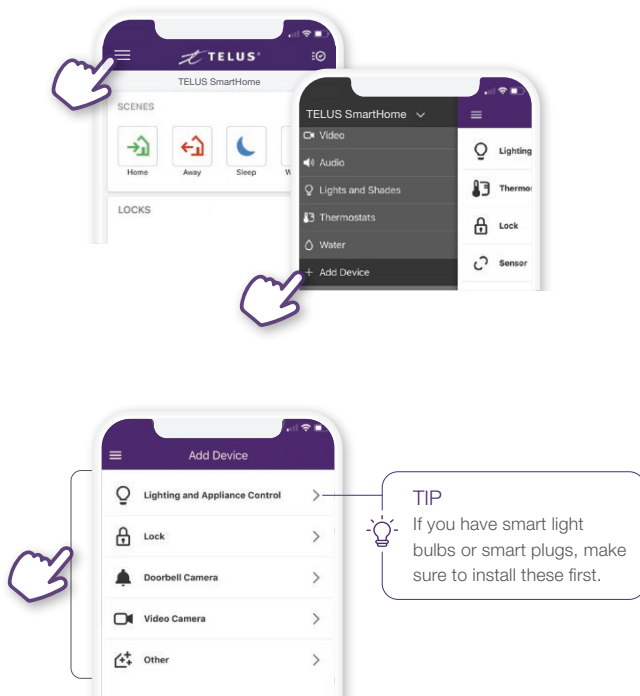 TELUS®
TELUS SmartHome
SCENES
Home
Away
Sleep
LOCKS
TELUS SmartHome
Video
Audio
Lights and Shades
Thermostats
Water
+ Add Device
Lighting
Thermo
Lock
Sensor
Add Device
Lighting and Appliance Control
Lock
Doorbell Camera
Video Camera
Other
TIP
If you have smart light
bulbs or smart plugs, make
sure to install these first.